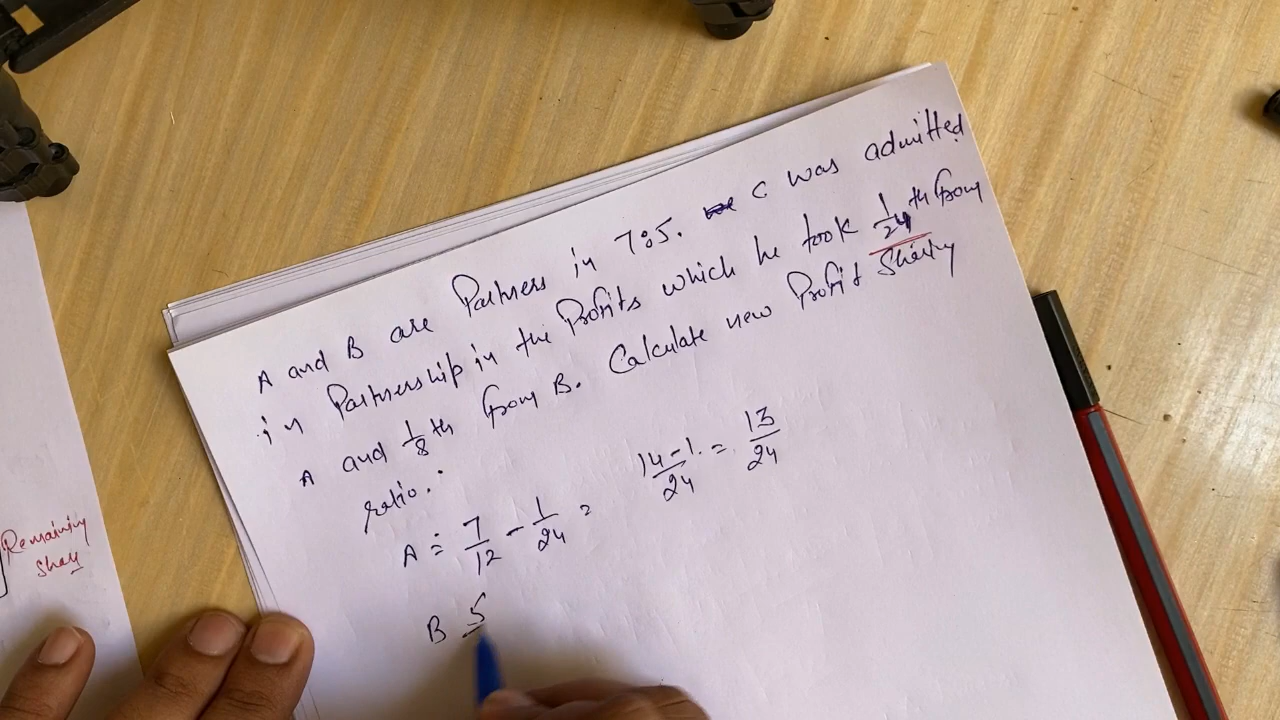 A and B are Partners in 7:5. C was admitted
in Partnership in the Profits which he took 1/24 th from
A and 1/8 th from B. Calculate new Profit Sharing
ratio.
A = 7/12 - 1/24 = 14-1/24 = 13/24
B 5
Remaining
Share